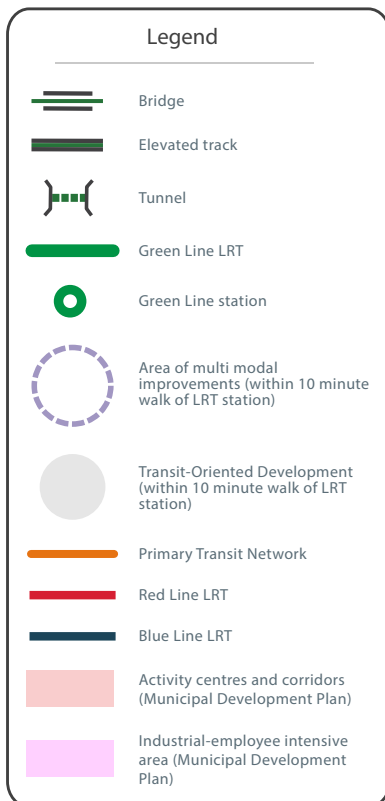 Legend
Bridge
Elevated track
Tunnel
Green Line LRT
Green Line station
Area of multi modal
improvements (within 10 minute
walk of LRT station)
Transit-Oriented Development
(within 10 minute walk of LRT
station)
Primary Transit Network
Red Line LRT
Blue Line LRT
Activity centres and corridors
(Municipal Development Plan)
Industrial-employee intensive
area (Municipal Development
Plan)